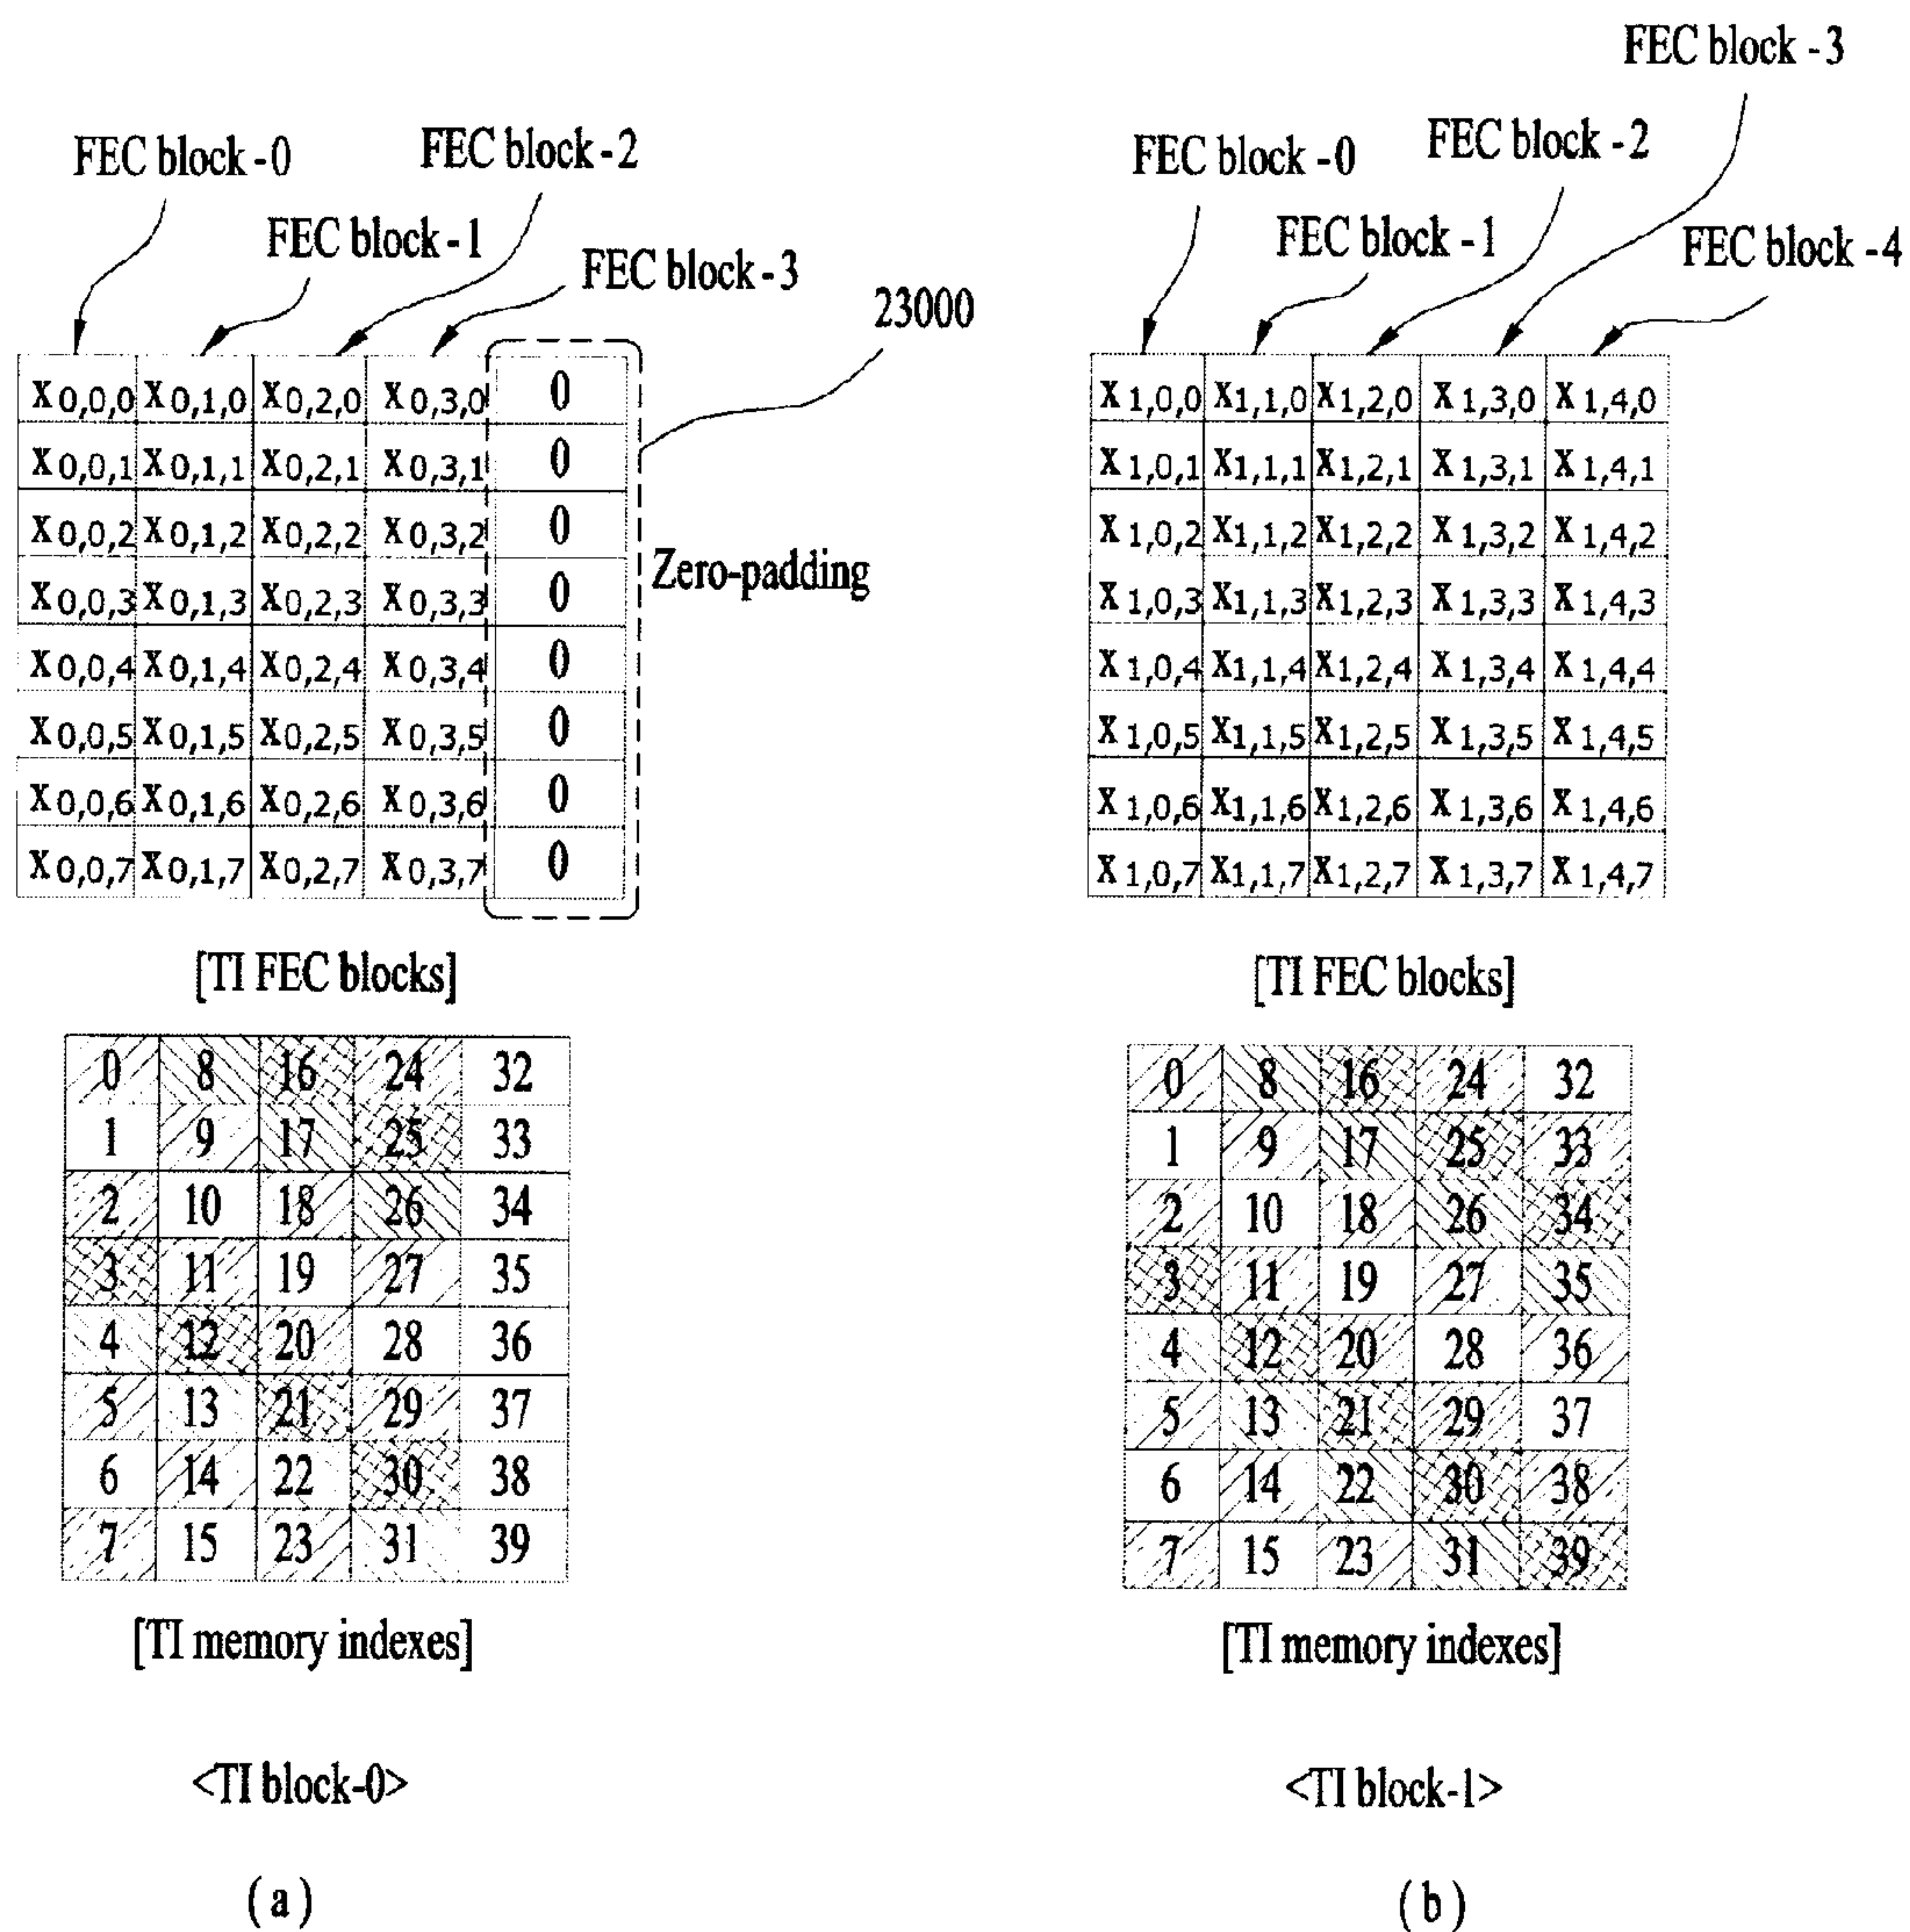 FEC block - 0
FEC block - 2
FEC block - 1
FEC block - 3
23000
X0,0,0 X0,1,0 X0,2,0 X0,3,0 0
X0,0,1 X0,1,1 X0,2,1 X0,3,1 0
X0,0,2 X0,1,2 X0,2,2 X0,3,2 0
X0,0,3 X0,1,3 X0,2,3 X0,3,3 0
X0,0,4 X0,1,4 X0,2,4 X0,3,4 0
X0,0,5 X0,1,5 X0,2,5 X0,3,5 0
X0,0,6 X0,1,6 X0,2,6 X0,3,6 0
X0,0,7 X0,1,7 X0,2,7 X0,3,7 0
Zero-padding
[TI FEC blocks]
0 8 16 24 32
1 9 17 25 33
2 10 18 26 34
3 11 19 27 35
4 12 20 28 36
5 13 21 29 37
6 14 22 30 38
7 15 23 31 39
[TI memory indexes]
<TI block-0>
(a)
FEC block - 3
FEC block - 0
FEC block - 2
FEC block - 1
FEC block - 4
X1,0,0 X1,1,0 X1,2,0 X1,3,0 X1,4,0
X1,0,1 X1,1,1 X1,2,1 X1,3,1 X1,4,1
X1,0,2 X1,1,2 X1,2,2 X1,3,2 X1,4,2
X1,0,3 X1,1,3 X1,2,3 X1,3,3 X1,4,3
X1,0,4 X1,1,4 X1,2,4 X1,3,4 X1,4,4
X1,0,5 X1,1,5 X1,2,5 X1,3,5 X1,4,5
X1,0,6 X1,1,6 X1,2,6 X1,3,6 X1,4,6
X1,0,7 X1,1,7 X1,2,7 X1,3,7 X1,4,7
[TI FEC blocks]
0 8 16 24 32
1 9 17 25 33
2 10 18 26 34
3 11 19 27 35
4 12 20 28 36
5 13 21 29 37
6 14 22 30 38
7 15 23 31 39
[TI memory indexes]
<TI block-1>
(b)